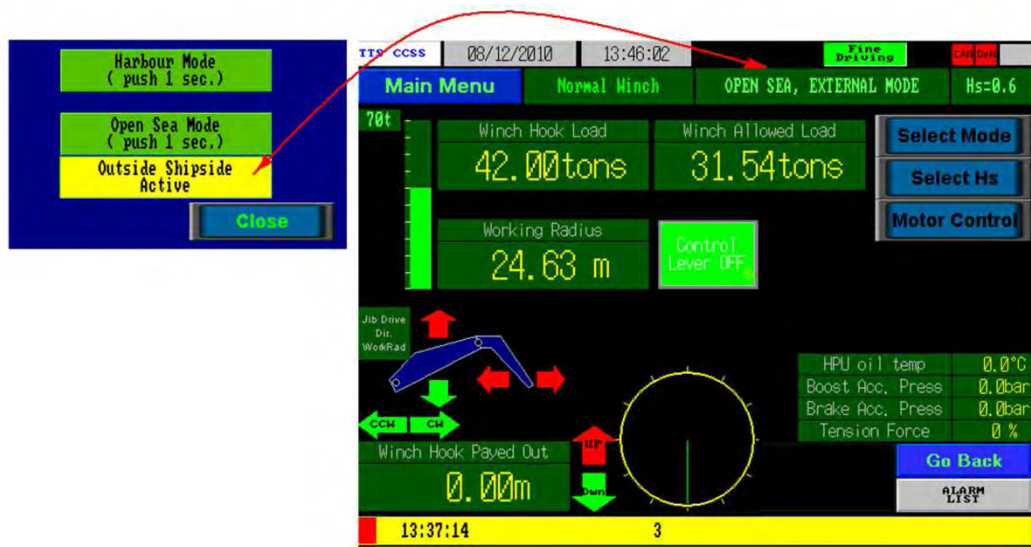 Harbour Mode
( push 1 sec.)
Open Sea Mode
( push 1 sec.)
Outside Shipside
Active
Close
TTS CCSS
08/12/2010
13:46:02
Fine
Driving
CAN
Main Menu
Normal Winch
OPEN SEA, EXTERNAL MODE
Hs=0.6
70t
Winch Hook Load
42.00tons
Winch Allowed Load
31.54tons
Select Mode
Select Hs
Motor Control
Working Radius
24.63 m
Control
Lever OFF
Jib Drive
Dir.
WorkRad
CCW
CW
UP
Dwn
HPU oil temp 0.0°C
Boost Acc. Press 0.0bar
Brake Acc. Press 0.0bar
Tension Force 0 %
Winch Hook Payed Out
0.00m
Go Back
ALARM
LIST
13:37:14 3